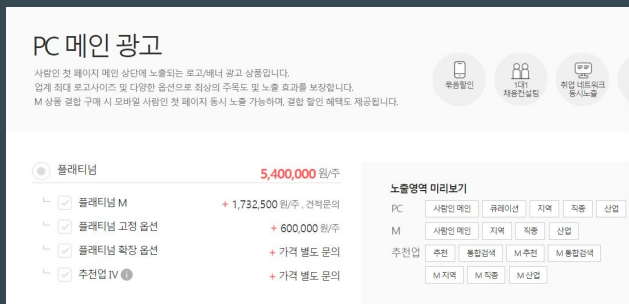 PC 메인 광고
사람인 첫 페이지 메인 상단에 노출되는 로고/배너 광고 상품입니다.
업계 최대 로고사이즈 및 다양한 옵션으로 최상의 주목도 및 노출 효과를 보장합니다.
M 상품 결합 구매 시 모바일 사람인 첫 페이지 동시 노출 가능하며, 결합 할인 혜택도 제공됩니다.
묶음할인
1대1
채용컨설팅
취업 네트워크
동시노출
플래티넘 5,400,000 원/주
플래티넘 M + 1,732,500 원/주, 견적문의
플래티넘 고정 옵션 + 600,000 원/주
플래티넘 확장 옵션 + 가격 별도 문의
추천업 IV i + 가격 별도 문의
노출영역 미리보기
PC 사람인 메인 큐레이션 지역 직종 산업
M 사람인 메인 지역 직종 산업
추천업 추천 통합검색 M 추천 M 통합검색
M 지역 M 직종 M 산업